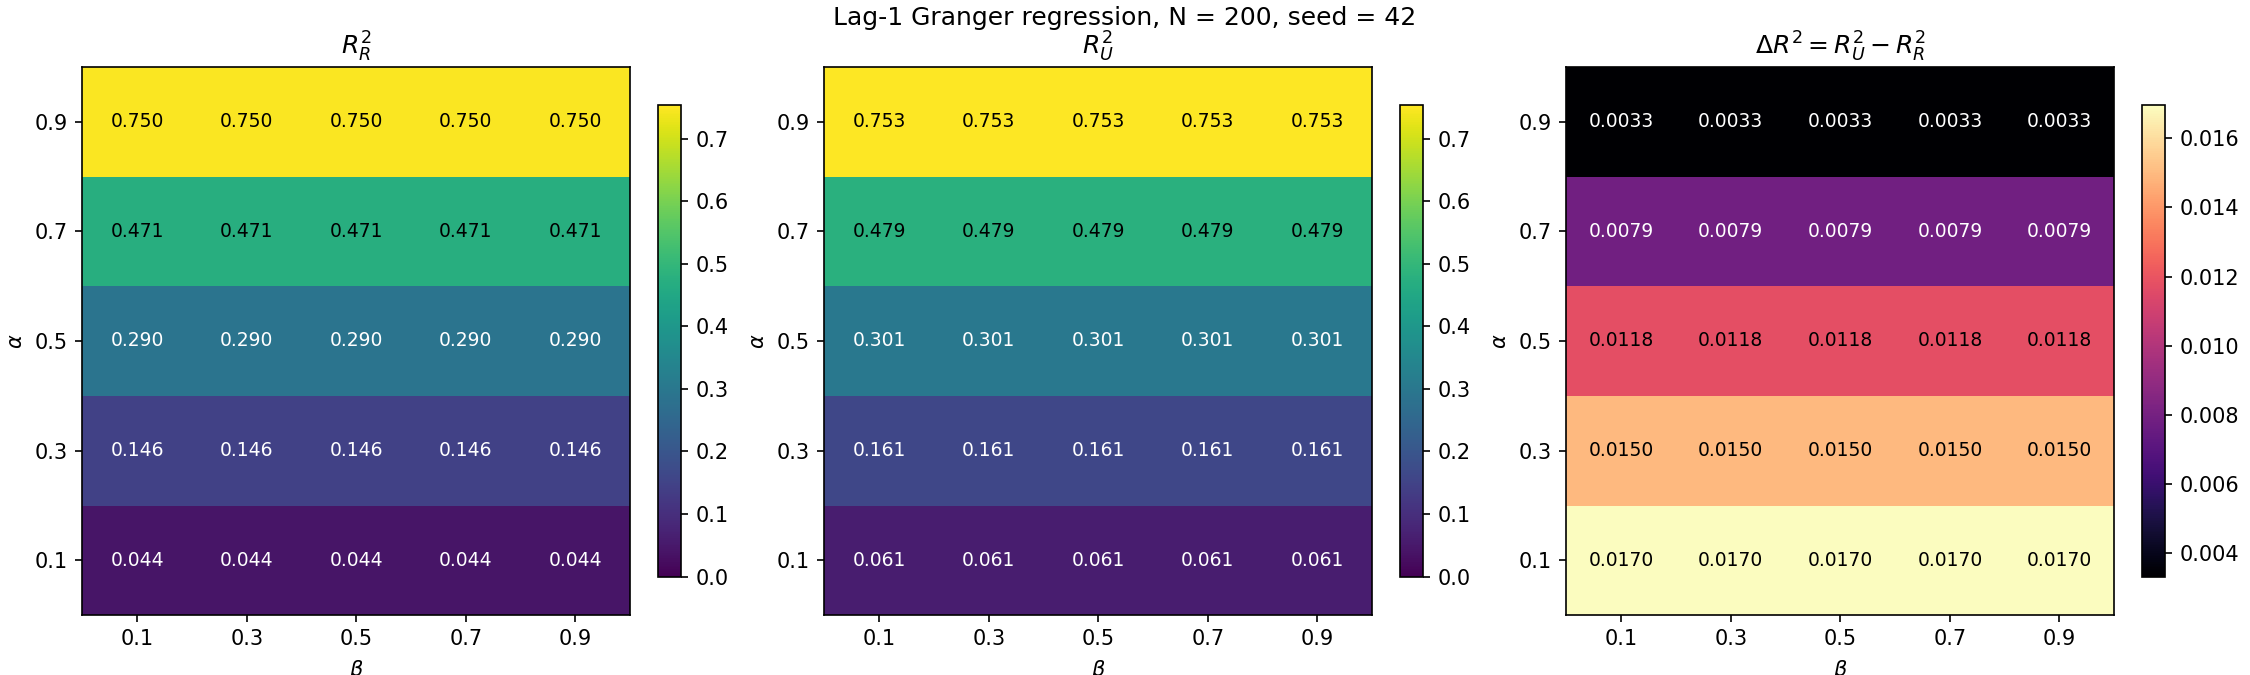 Lag-1 Granger regression, N = 200, seed = 42
R²_R
0.9 0.750 0.750 0.750 0.750 0.750
0.7 0.471 0.471 0.471 0.471 0.471
0.5 0.290 0.290 0.290 0.290 0.290
0.3 0.146 0.146 0.146 0.146 0.146
0.1 0.044 0.044 0.044 0.044 0.044
α
0.1 0.3 0.5 0.7 0.9
β
0.7
0.6
0.5
0.4
0.3
0.2
0.1
0.0
R²_U
0.9 0.753 0.753 0.753 0.753 0.753
0.7 0.479 0.479 0.479 0.479 0.479
0.5 0.301 0.301 0.301 0.301 0.301
0.3 0.161 0.161 0.161 0.161 0.161
0.1 0.061 0.061 0.061 0.061 0.061
α
0.1 0.3 0.5 0.7 0.9
β
0.7
0.6
0.5
0.4
0.3
0.2
0.1
0.0
ΔR² = R²_U − R²_R
0.9 0.0033 0.0033 0.0033 0.0033 0.0033
0.7 0.0079 0.0079 0.0079 0.0079 0.0079
0.5 0.0118 0.0118 0.0118 0.0118 0.0118
0.3 0.0150 0.0150 0.0150 0.0150 0.0150
0.1 0.0170 0.0170 0.0170 0.0170 0.0170
α
0.1 0.3 0.5 0.7 0.9
β
0.016
0.014
0.012
0.010
0.008
0.006
0.004